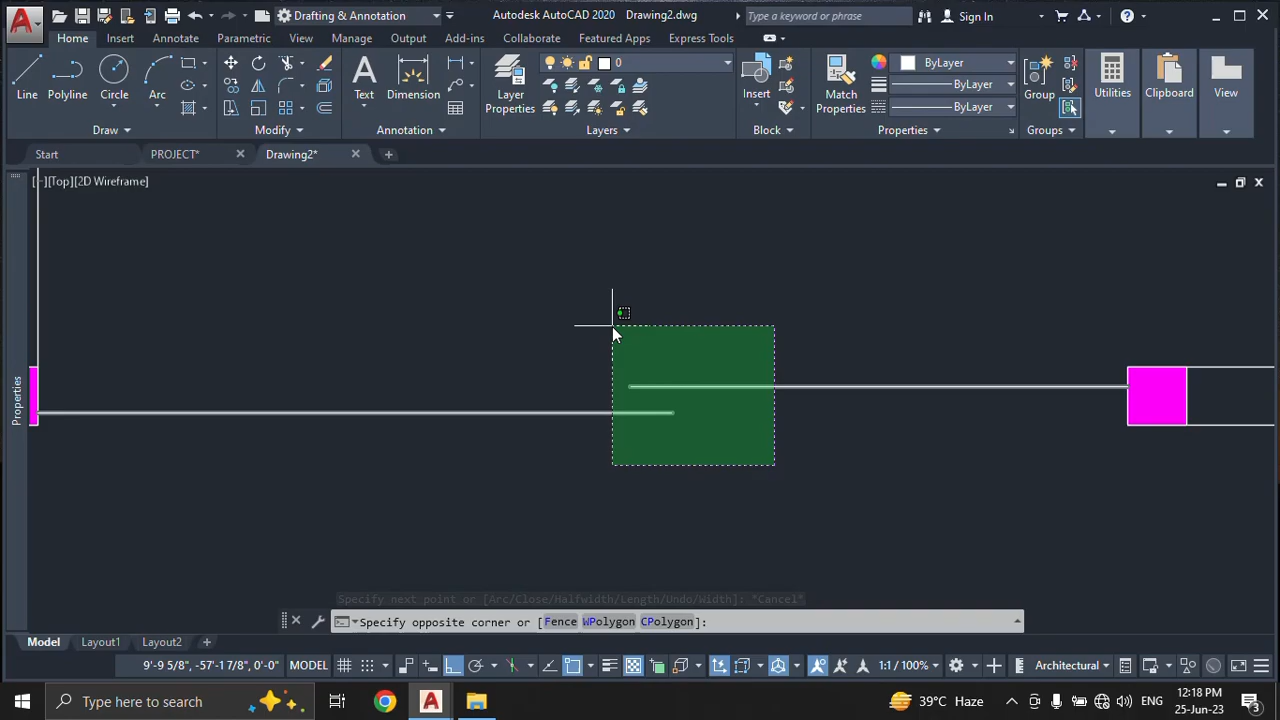 Drafting & Annotation
Autodesk AutoCAD 2020 Drawing2.dwg
Type a keyword or phrase
Sign In
Home Insert Annotate Parametric View Manage Output Add-ins Collaborate Featured Apps Express Tools
Line Polyline Circle Arc
Draw
Modify
Text Dimension
Annotation
Layer Properties
0
Layers
Insert
Block
Match Properties
ByLayer
ByLayer
ByLayer
Properties
Group
Groups
Utilities
Clipboard
View
Start PROJECT* Drawing2*
[−][Top][2D Wireframe]
Properties
Specify next point or [Arc/Close/Halfwidth/Length/Undo/Width]: *Cancel*
Specify opposite corner or [Fence WPolygon CPolygon]:
Model Layout1 Layout2
9'-9 5/8", -57'-1 7/8", 0'-0" MODEL 1:1 / 100% Architectural
Type here to search
39°C Haze
ENG
12:18 PM
25-Jun-23
3